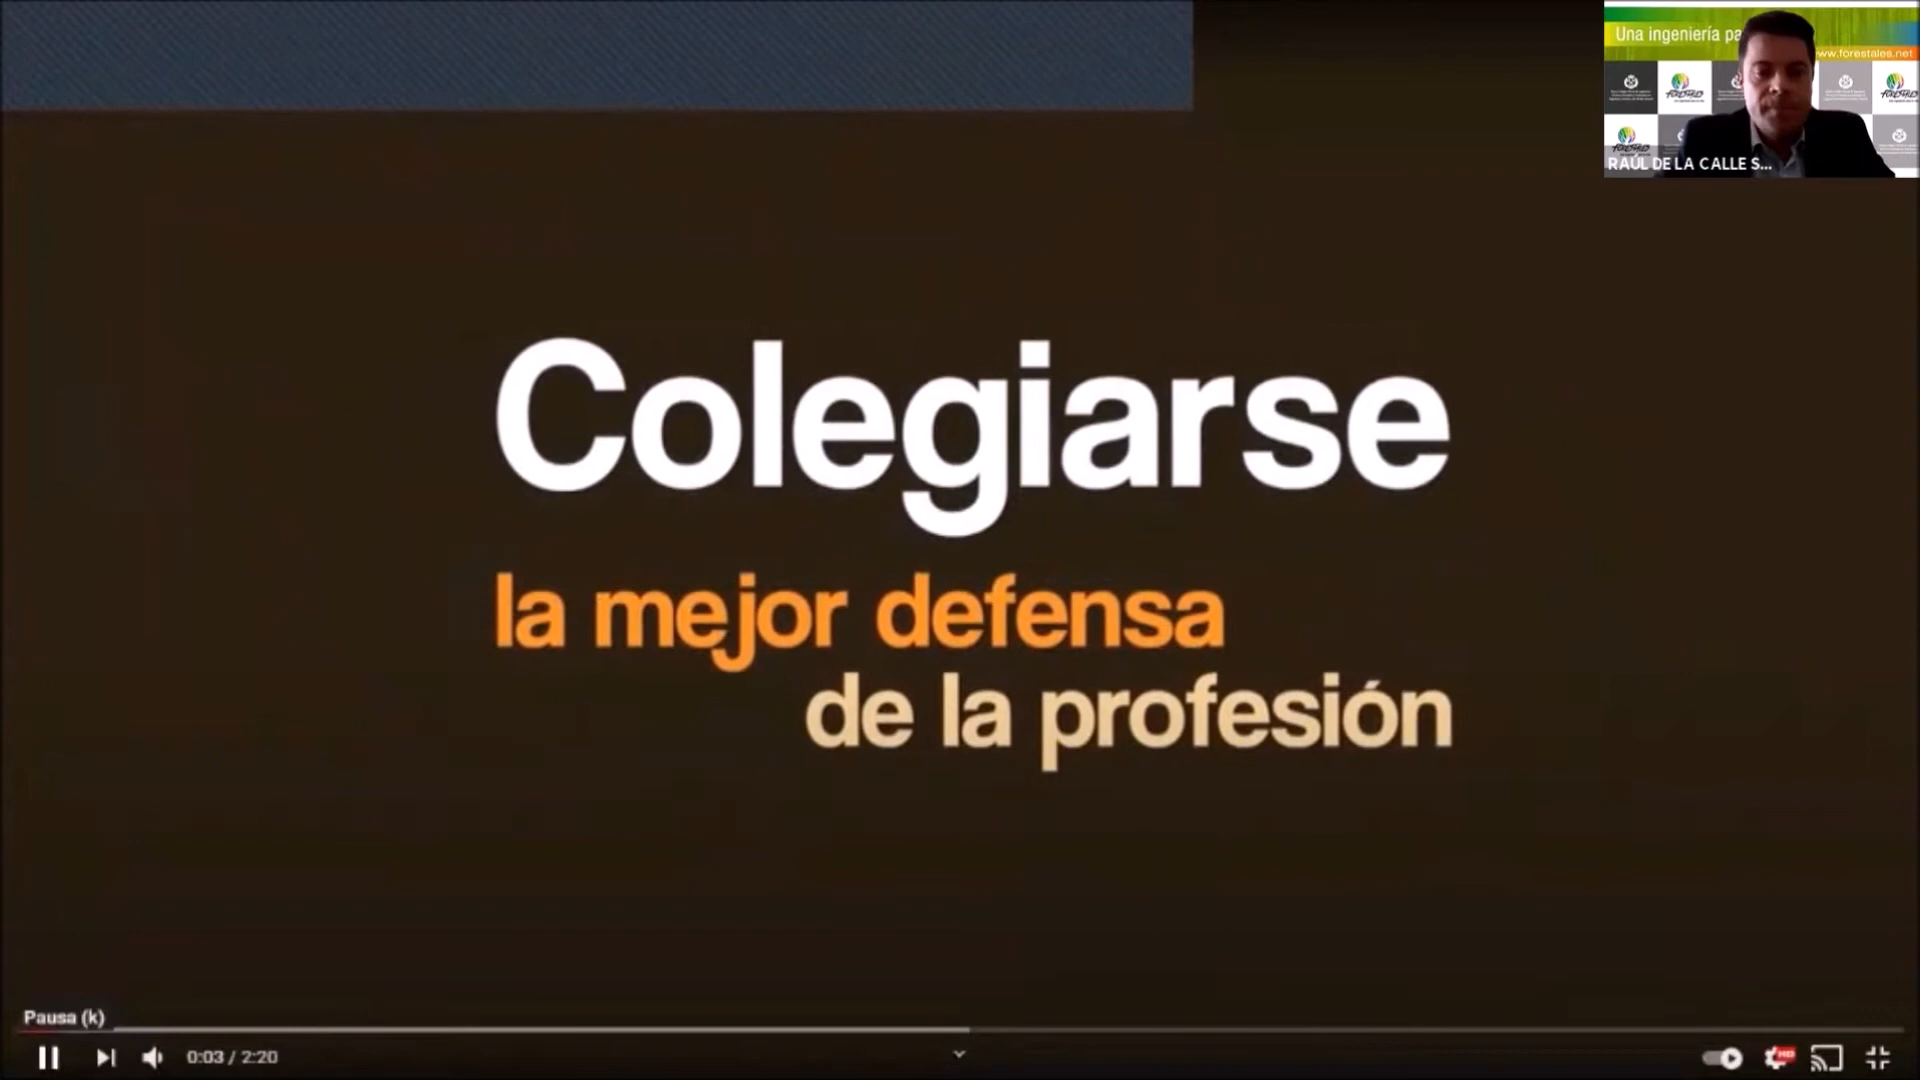 Una ingeniería pa
www.forestales.net
RAÚL DE LA CALLE S...
Colegiarse
la mejor defensa
de la profesión
Pausa (k)
0:03 / 2:20
HD